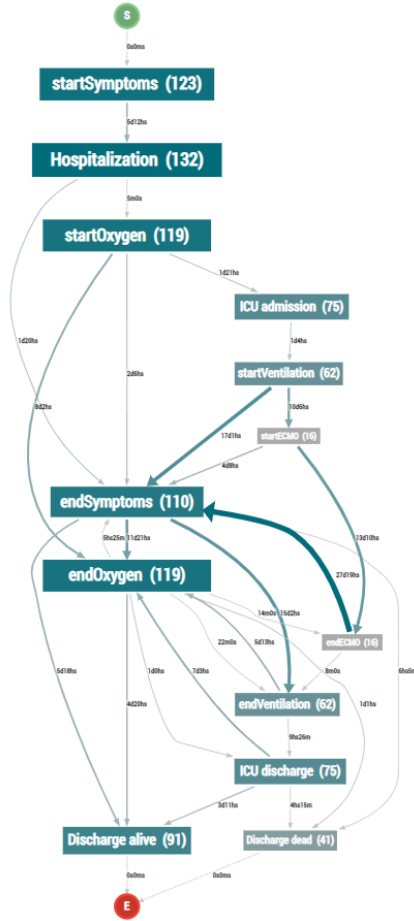 S
0s0ms
startSymptoms (123)
5d12hs
Hospitalization (132)
5m0s
startOxygen (119)
1d21hs
ICU admission (75)
1d4hs
1d20hs
2d6hs
startVentilation (62)
6d2hs
10d6hs
17d1hs
startECMO (16)
4d8hs
endSymptoms (110)
5hs25m
11d21hs
13d10hs
endOxygen (119)
27d19hs
14m0s
15d2hs
22m0s
5d13hs
endECMO (16)
5d18hs
1d0hs
7d3hs
8m0s
6hs5m
4d20hs
endVentilation (62)
1d1hs
9hs26m
ICU discharge (75)
3d11hs
4hs15m
Discharge alive (91)
Discharge dead (41)
0s0ms
0s0ms
E